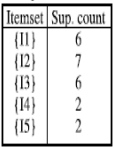 Itemset Sup. count
{I1} 6
{I2} 7
{I3} 6
{I4} 2
{I5} 2